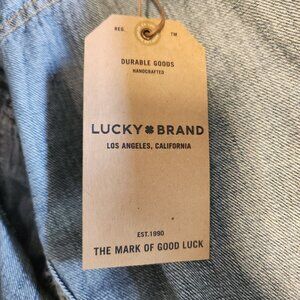 REG. TM
DURABLE GOODS
HANDCRAFTED
LUCKY BRAND
LOS ANGELES, CALIFORNIA
EST.1990
THE MARK OF GOOD LUCK